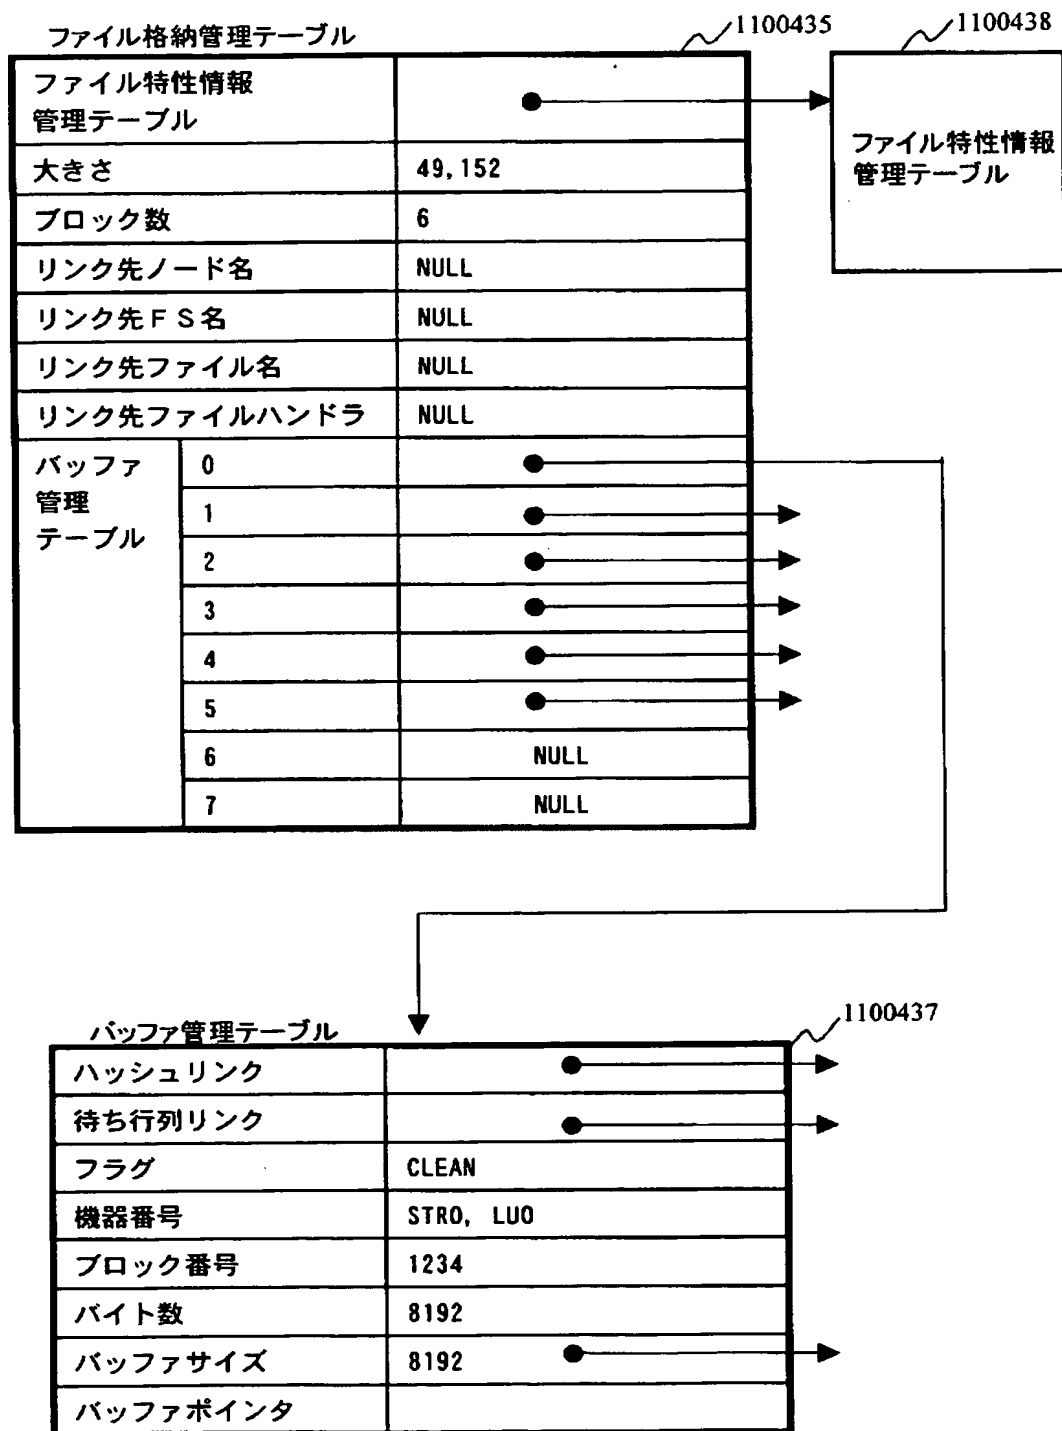 ファイル格納管理テーブル
1100435
1100438
ファイル特性情報
管理テーブル
ファイル特性情報
管理テーブル
大きさ 49,152
ブロック数 6
リンク先ノード名 NULL
リンク先FS名 NULL
リンク先ファイル名 NULL
リンク先ファイルハンドラ NULL
バッファ
管理
テーブル
0
1
2
3
4
5
6 NULL
7 NULL
バッファ管理テーブル
1100437
ハッシュリンク
待ち行列リンク
フラグ CLEAN
機器番号 STR0, LU0
ブロック番号 1234
バイト数 8192
バッファサイズ 8192
バッファポインタ